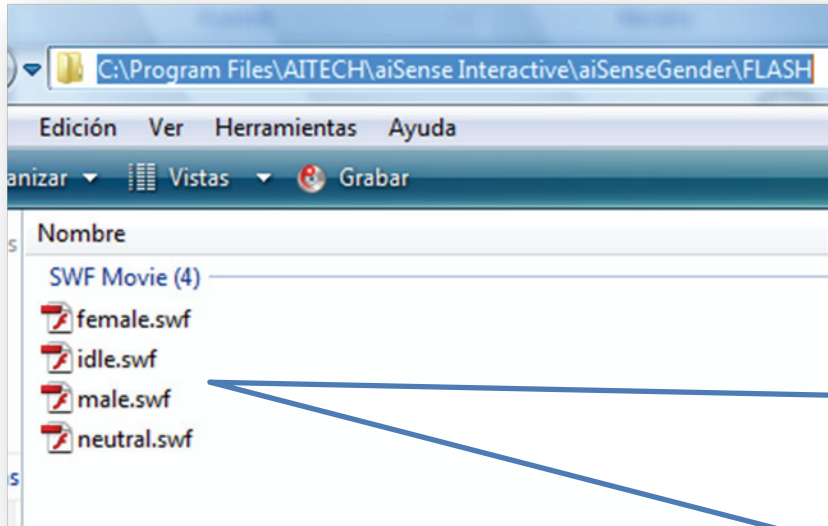 C:\Program Files\AITECH\aiSense Interactive\aiSenseGender\FLASH
Edición Ver Herramientas Ayuda
anizar Vistas Grabar
Nombre
SWF Movie (4)
female.swf
idle.swf
male.swf
neutral.swf